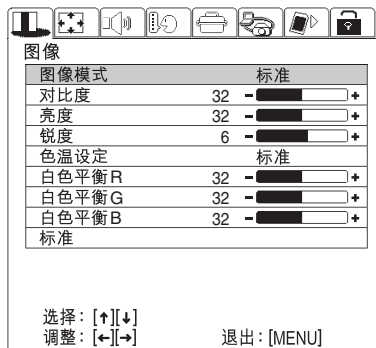 图像
图像模式 标准
对比度 32 - +
亮度 32 - +
锐度 6 - +
色温设定 标准
白色平衡R 32 - +
白色平衡G 32 - +
白色平衡B 32 - +
标准
选择：[↑][↓]
调整：[←][→] 退出：[MENU]